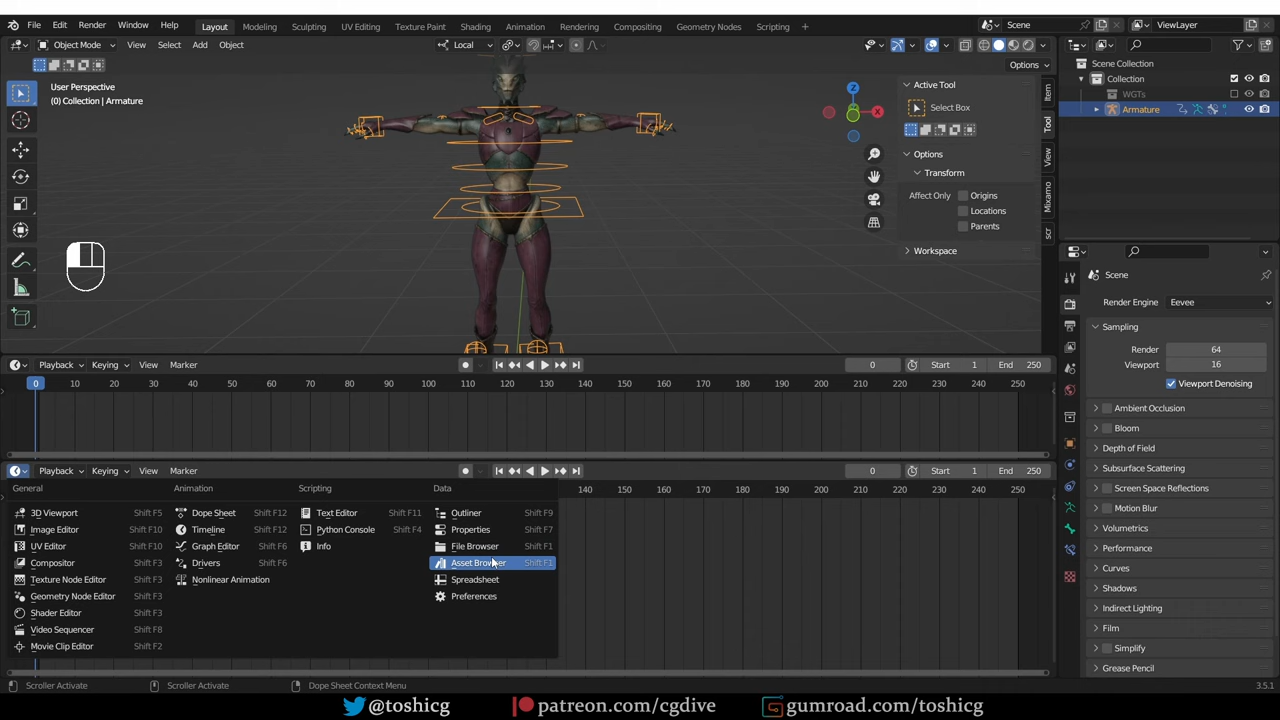 File Edit Render Window Help Layout Modeling Sculpting UV Editing Texture Paint Shading Animation Rendering Compositing Geometry Nodes Scripting + Scene ViewLayer
Object Mode View Select Add Object Local
Options
User Perspective
(0) Collection | Armature
Active Tool
Select Box
Options
Transform
Affect Only Origins
Locations
Parents
Workspace
Item
Tool
View
Mixamo
scr
Scene Collection
Collection
WGTs
Armature
Scene
Render Engine Eevee
Sampling
Render 64
Viewport 16
Viewport Denoising
Ambient Occlusion
Bloom
Depth of Field
Subsurface Scattering
Screen Space Reflections
Motion Blur
Volumetrics
Performance
Curves
Shadows
Indirect Lighting
Film
Simplify
Grease Pencil
Playback Keying View Marker 0 Start 1 End 250
0 10 20 30 40 50 60 70 80 90 100 110 120 130 140 150 160 170 180 190 200 210 220 230 240 250
Playback Keying View Marker 0 Start 1 End 250
140 150 160 170 180 190 200 210 220 230 240 250
General Animation Scripting Data
3D Viewport Shift F5 Dope Sheet Shift F12 Text Editor Shift F11 Outliner Shift F9
Image Editor Shift F10 Timeline Shift F12 Python Console Shift F4 Properties Shift F7
UV Editor Shift F10 Graph Editor Shift F6 Info File Browser Shift F1
Compositor Shift F3 Drivers Shift F6 Asset Browser Shift F1
Texture Node Editor Shift F3 Nonlinear Animation Spreadsheet
Geometry Node Editor Shift F3 Preferences
Shader Editor Shift F3
Video Sequencer Shift F8
Movie Clip Editor Shift F2
Scroller Activate Scroller Activate Dope Sheet Context Menu 3.5.1
@toshicg patreon.com/cgdive gumroad.com/toshicg